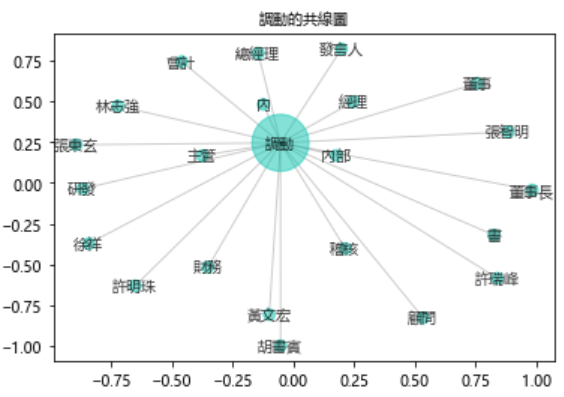 調動的共線圖
發言人
總經理
會計
董事
0.75
林志強
內
經理
0.50
張智明
張東玄
調動
0.25
主管
內部
0.00
研發
董事長
書
-0.25
徐祥
稽核
財務
-0.50
許瑞峰
許明珠
黃文宏
顧問
-0.75
胡書賓
-1.00
-0.75
-0.50
-0.25
0.00
0.25
0.50
0.75
1.00